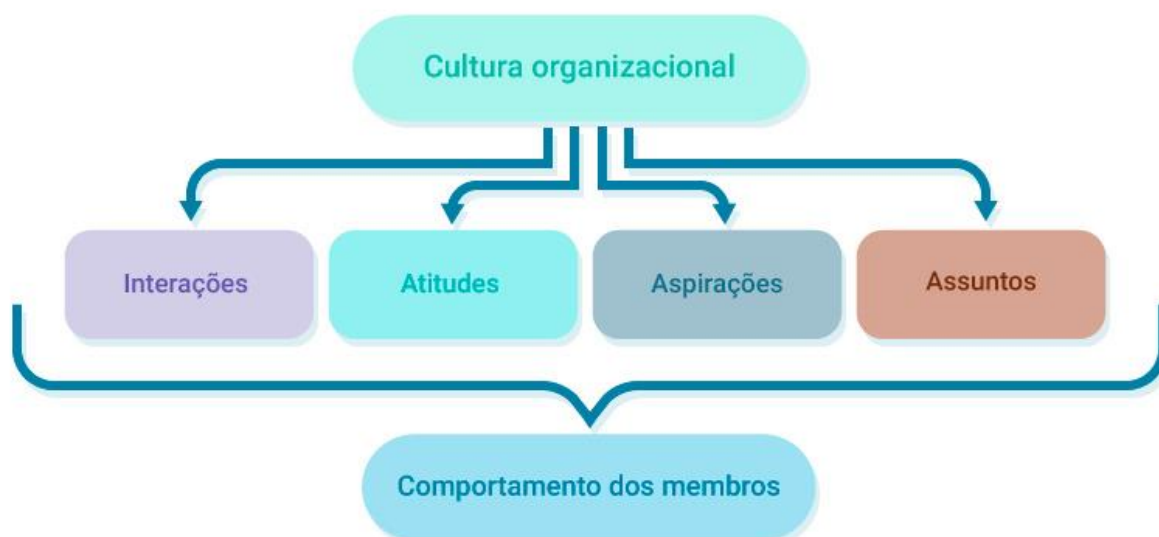 Cultura organizacional
Interações
Atitudes
Aspirações
Assuntos
Comportamento dos membros